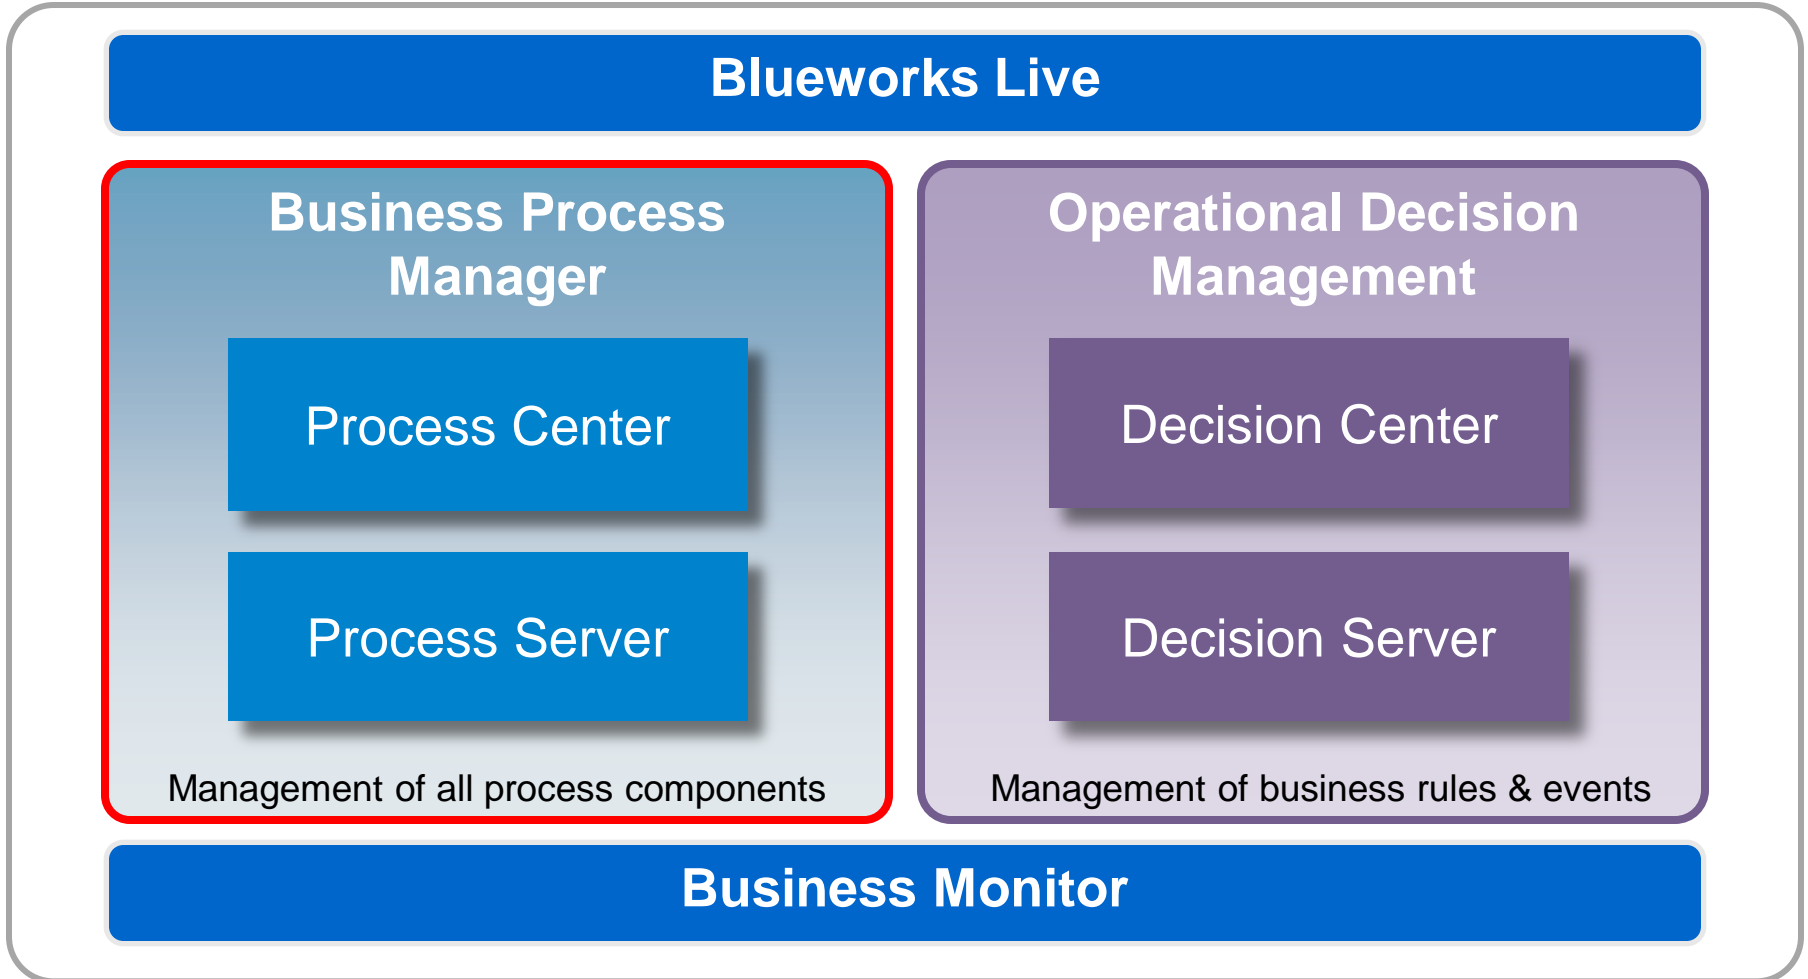 Blueworks Live
Business Process
Manager
Process Center
Process Server
Management of all process components
Operational Decision
Management
Decision Center
Decision Server
Management of business rules & events
Business Monitor